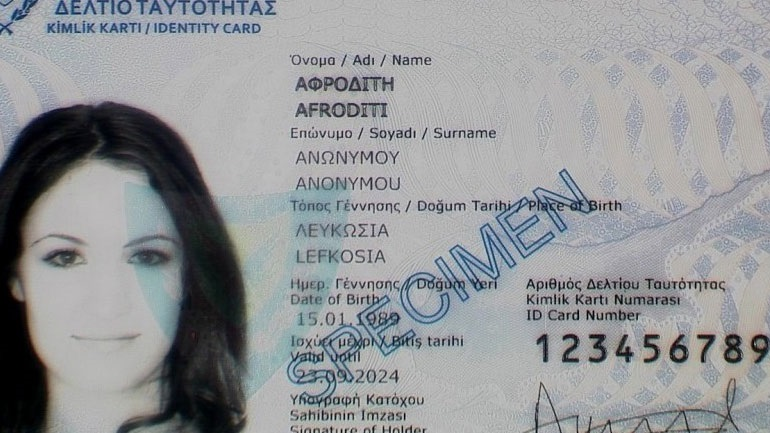 ΔΕΛΤΙΟ ΤΑΥΤΟΤΗΤΑΣ
KİMLİK KARTI / IDENTITY CARD
Όνομα / Adı / Name
ΑΦΡΟΔΙΤΗ
AFRODITI
Επώνυμο / Soyadı / Surname
ΑΝΩΝΥΜΟΥ
ANONYMOU
Τόπος Γέννησης / Doğum Tarihi / Place of Birth
ΛΕΥΚΩΣΙΑ
LEFKOSIA
Ημερ. Γέννησης / Doğum Yeri
Date of Birth
15.01.1989
Ισχύει μέχρι / Bitiş tarihi
Valid until
23.09.2024
Υπογραφή Κατόχου
Sahibinin İmzası
Signature of Holder
SPECIMEN
Αριθμός Δελτίου Ταυτότητας
Kimlik Kartı Numarası
ID Card Number
123456789